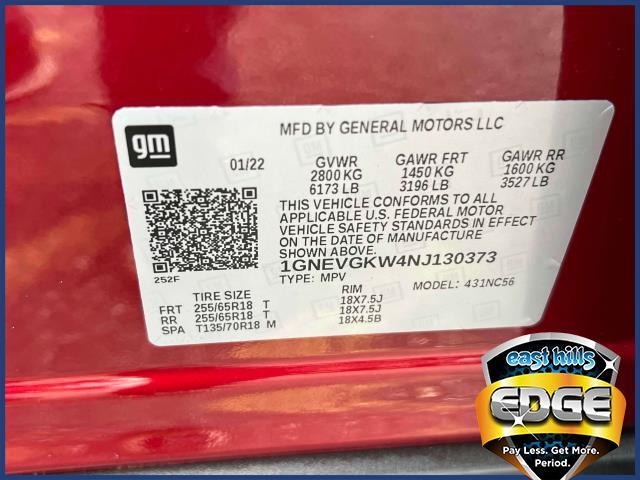 gm
MFD BY GENERAL MOTORS LLC
01/22 GVWR GAWR FRT GAWR RR
2800 KG 1450 KG 1600 KG
6173 LB 3196 LB 3527 LB
THIS VEHICLE CONFORMS TO ALL
APPLICABLE U.S. FEDERAL MOTOR
VEHICLE SAFETY STANDARDS IN EFFECT
ON THE DATE OF MANUFACTURE
SHOWN ABOVE.
1GNEVGKW4NJ130373
252F TYPE: MPV MODEL: 431NC56
TIRE SIZE RIM
FRT 255/65R18 T 18X7.5J
RR 255/65R18 T 18X7.5J
SPA T135/70R18 M 18X4.5B
east hills
EDGE
Pay Less. Get More.
Period.